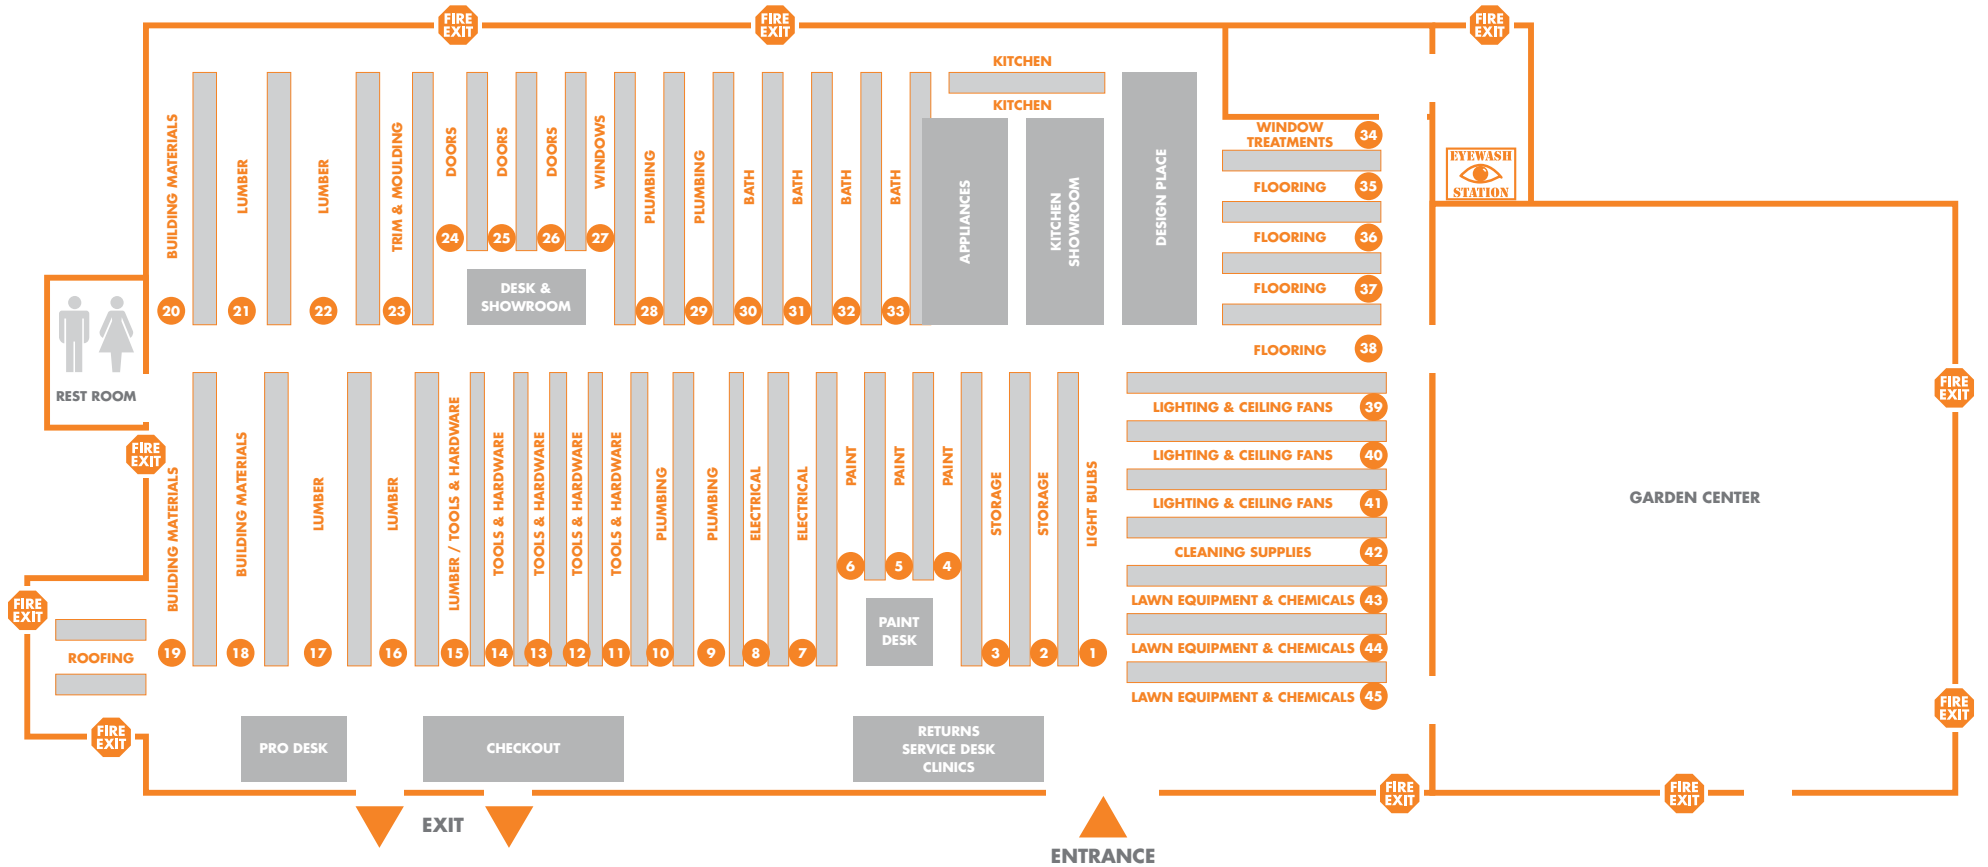 FIRE
EXIT
FIRE
EXIT
FIRE
EXIT
KITCHEN
KITCHEN
BUILDING MATERIALS
LUMBER
LUMBER
TRIM & MOULDING
DOORS
DOORS
DOORS
WINDOWS
PLUMBING
PLUMBING
BATH
BATH
BATH
BATH
APPLIANCES
KITCHEN
SHOWROOM
DESIGN PLACE
20
21
22
23
24
25
26
27
28
29
30
31
32
33
DESK &
SHOWROOM
WINDOW
TREATMENTS
34
FLOORING
35
FLOORING
36
FLOORING
37
FLOORING
38
EYEWASH
STATION
REST ROOM
FIRE
EXIT
FIRE
EXIT
ROOFING
FIRE
EXIT
BUILDING MATERIALS
BUILDING MATERIALS
LUMBER
LUMBER
LUMBER / TOOLS & HARDWARE
TOOLS & HARDWARE
TOOLS & HARDWARE
TOOLS & HARDWARE
TOOLS & HARDWARE
PLUMBING
PLUMBING
ELECTRICAL
ELECTRICAL
PAINT
PAINT
PAINT
STORAGE
STORAGE
LIGHT BULBS
19
18
17
16
15
14
13
12
11
10
9
8
7
6
5
4
3
2
1
PAINT
DESK
LIGHTING & CEILING FANS
39
LIGHTING & CEILING FANS
40
LIGHTING & CEILING FANS
41
CLEANING SUPPLIES
42
LAWN EQUIPMENT & CHEMICALS
43
LAWN EQUIPMENT & CHEMICALS
44
LAWN EQUIPMENT & CHEMICALS
45
GARDEN CENTER
FIRE
EXIT
FIRE
EXIT
PRO DESK
CHECKOUT
RETURNS
SERVICE DESK
CLINICS
FIRE
EXIT
FIRE
EXIT
EXIT
ENTRANCE